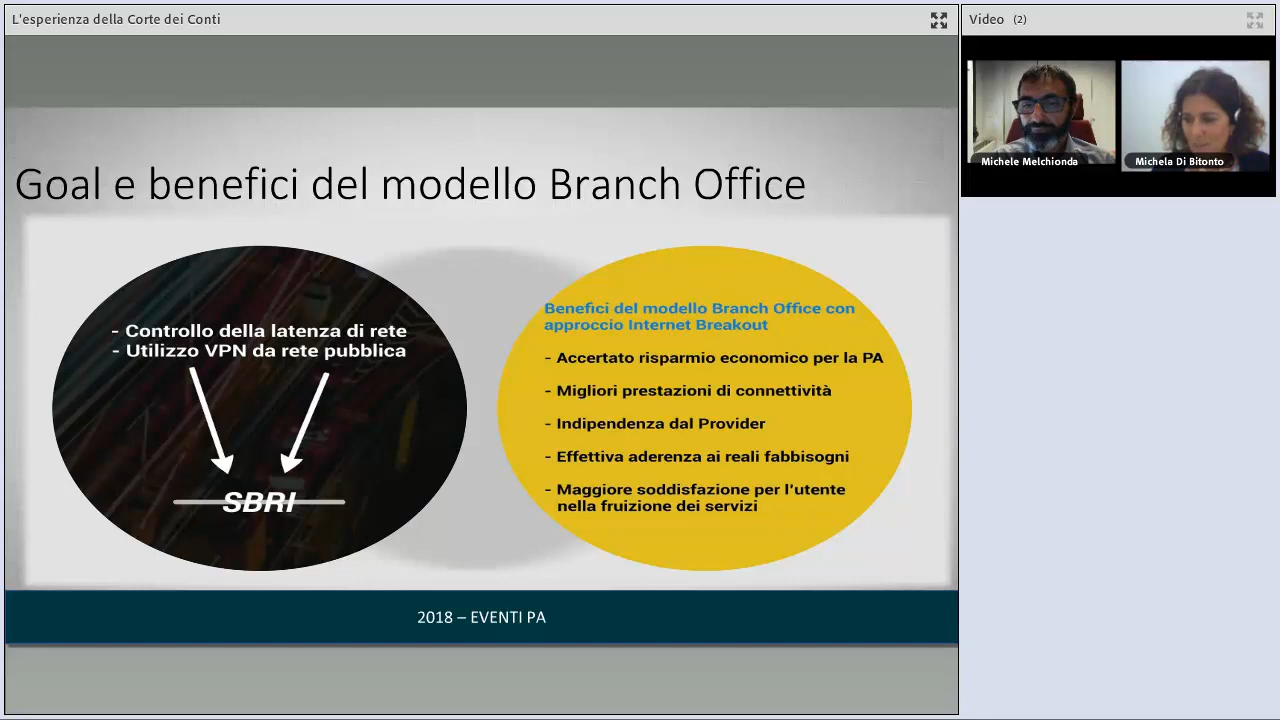 L'esperienza della Corte dei Conti
Video (2)
Michele Melchionda
Michela Di Bitonto
Goal e benefici del modello Branch Office
- Controllo della latenza di rete
- Utilizzo VPN da rete pubblica
SBRI
Benefici del modello Branch Office con
approccio Internet Breakout
- Accertato risparmio economico per la PA
- Migliori prestazioni di connettività
- Indipendenza dal Provider
- Effettiva aderenza ai reali fabbisogni
- Maggiore soddisfazione per l'utente
nella fruizione dei servizi
2018 – EVENTI PA